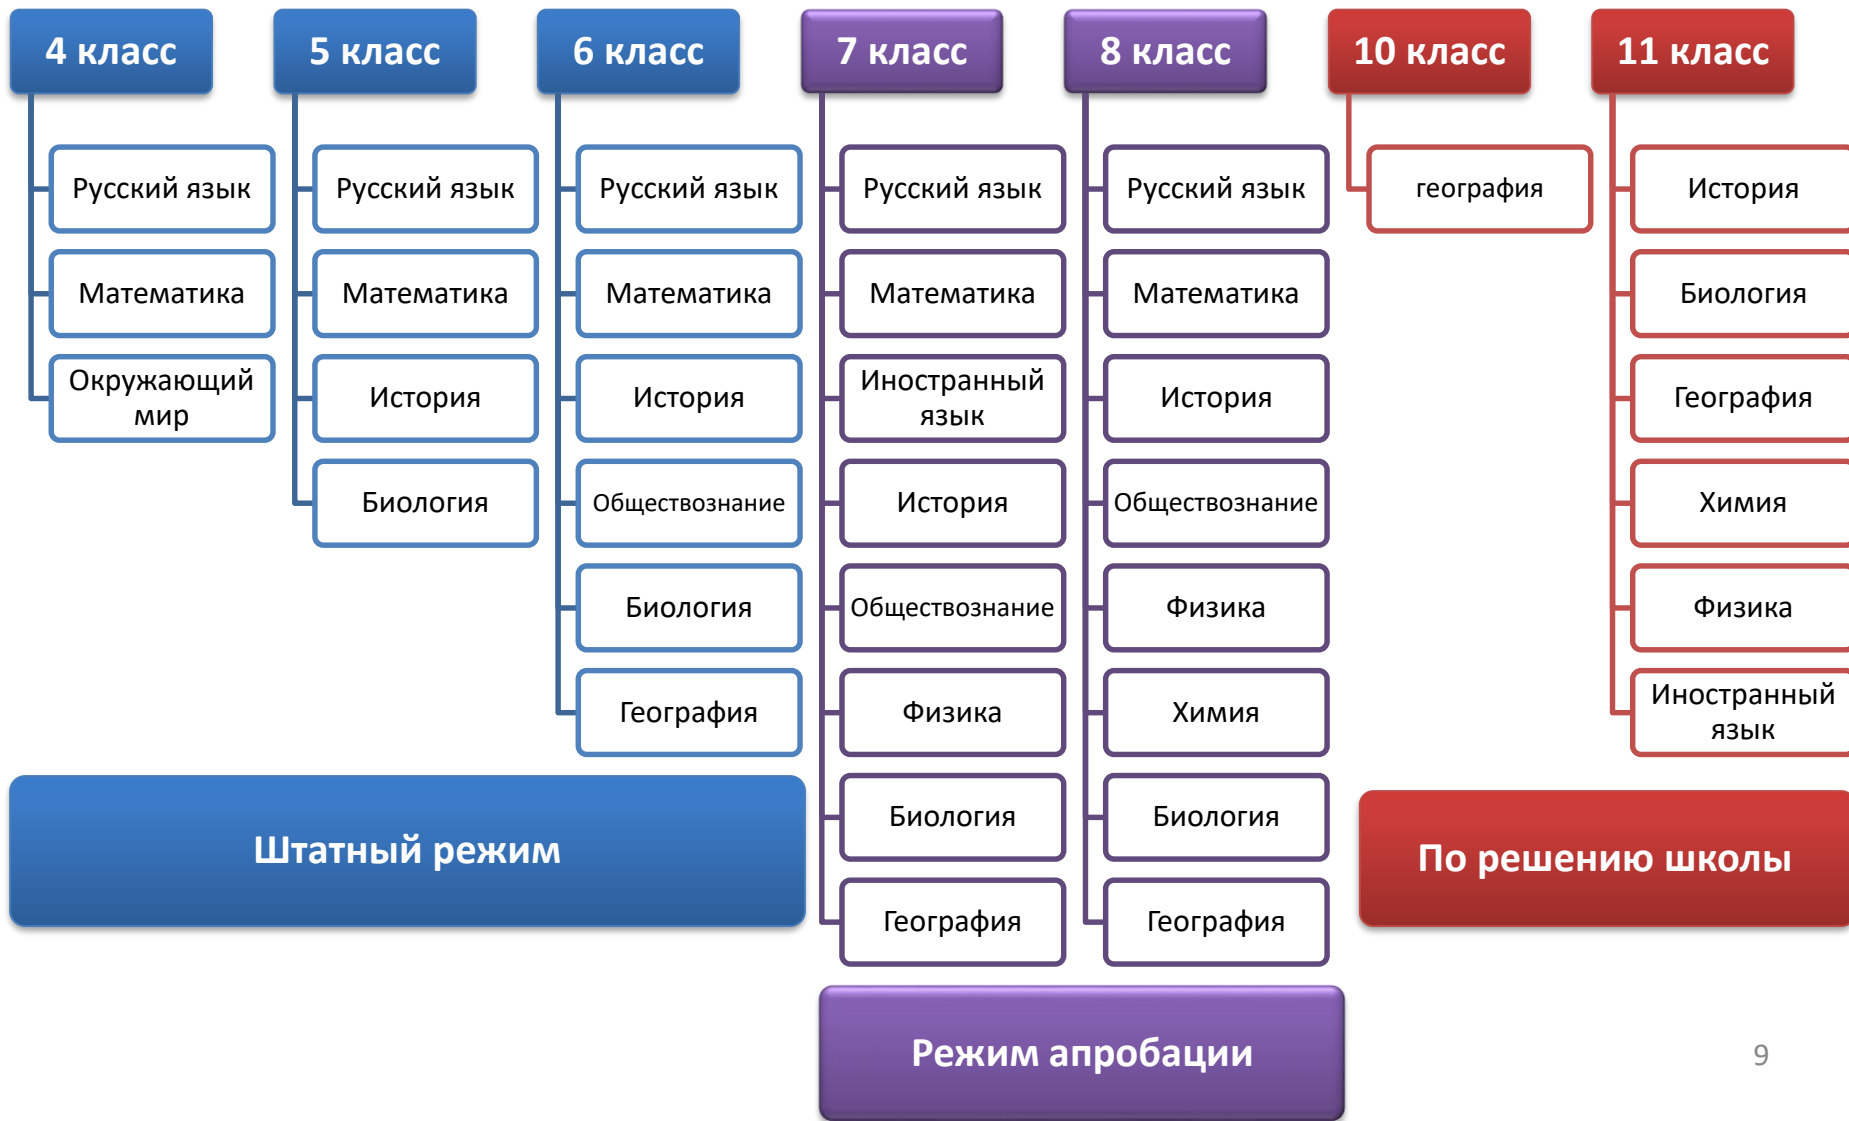 4 класс
Русский язык
Математика
Окружающий
мир
5 класс
Русский язык
Математика
История
Биология
6 класс
Русский язык
Математика
История
Обществознание
Биология
География
Штатный режим
7 класс
Русский язык
Математика
Иностранный
язык
История
Обществознание
Физика
Биология
География
8 класс
Русский язык
Математика
История
Обществознание
Физика
Химия
Биология
География
Режим апробации
10 класс
география
11 класс
История
Биология
География
Химия
Физика
Иностранный
язык
По решению школы
9